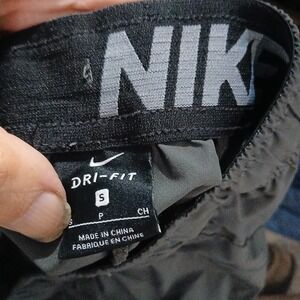 NIK
DRI-FIT
S
S P CH
MADE IN CHINA
FABRIQUÉ EN CHINE